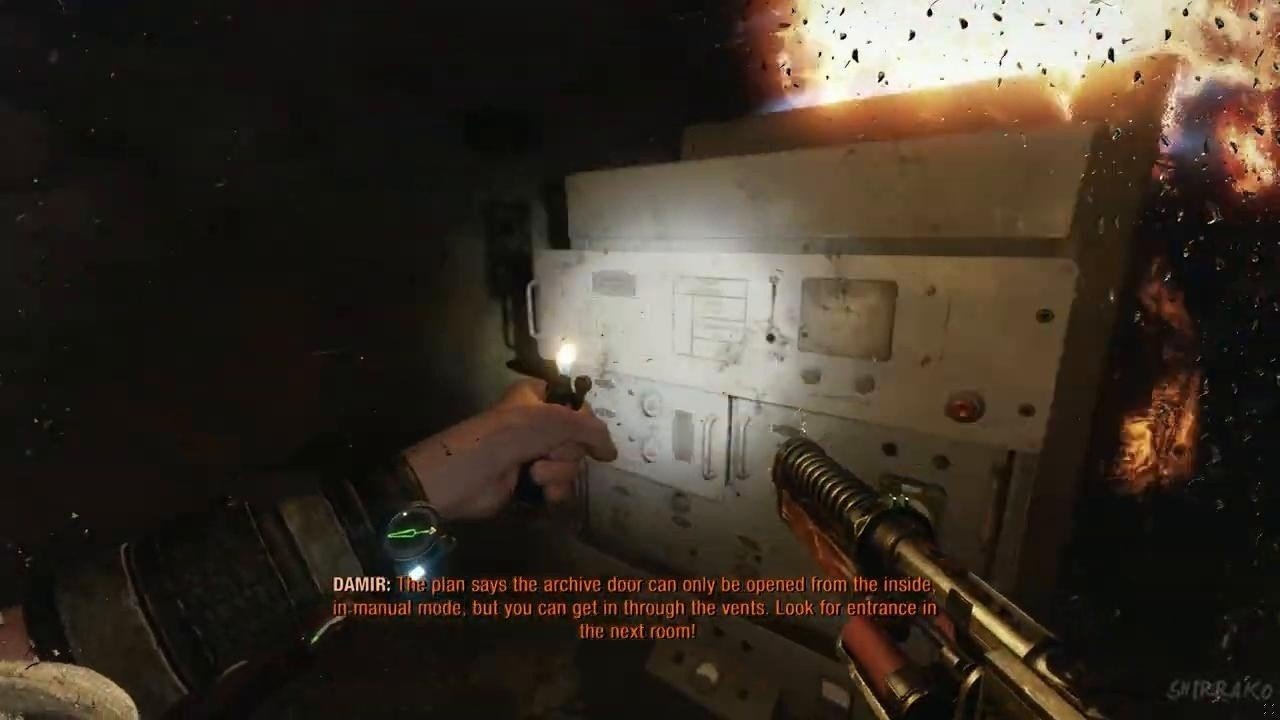 DAMIR: The plan says the archive door can only be opened from the inside,
in manual mode, but you can get in through the vents. Look for entrance in
the next room!
SHIRRAKO